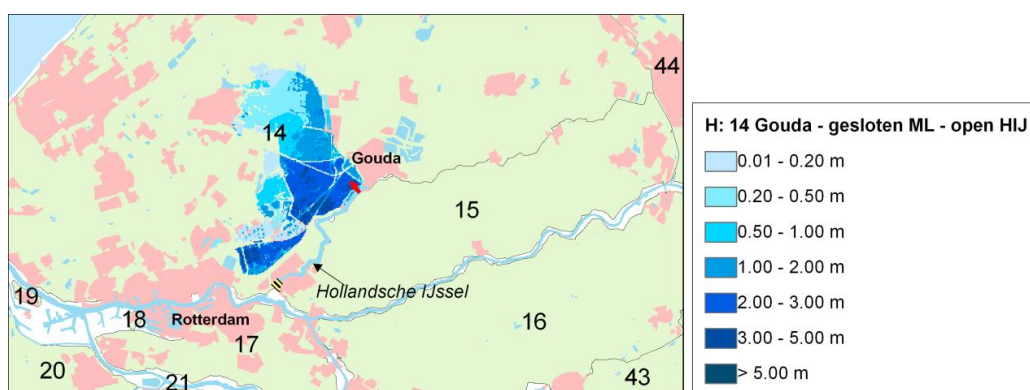 44
14
Gouda
15
Hollandsche IJssel
19
18
Rotterdam
17
16
20
21
43
H: 14 Gouda - gesloten ML - open HIJ
0.01 - 0.20 m
0.20 - 0.50 m
0.50 - 1.00 m
1.00 - 2.00 m
2.00 - 3.00 m
3.00 - 5.00 m
> 5.00 m